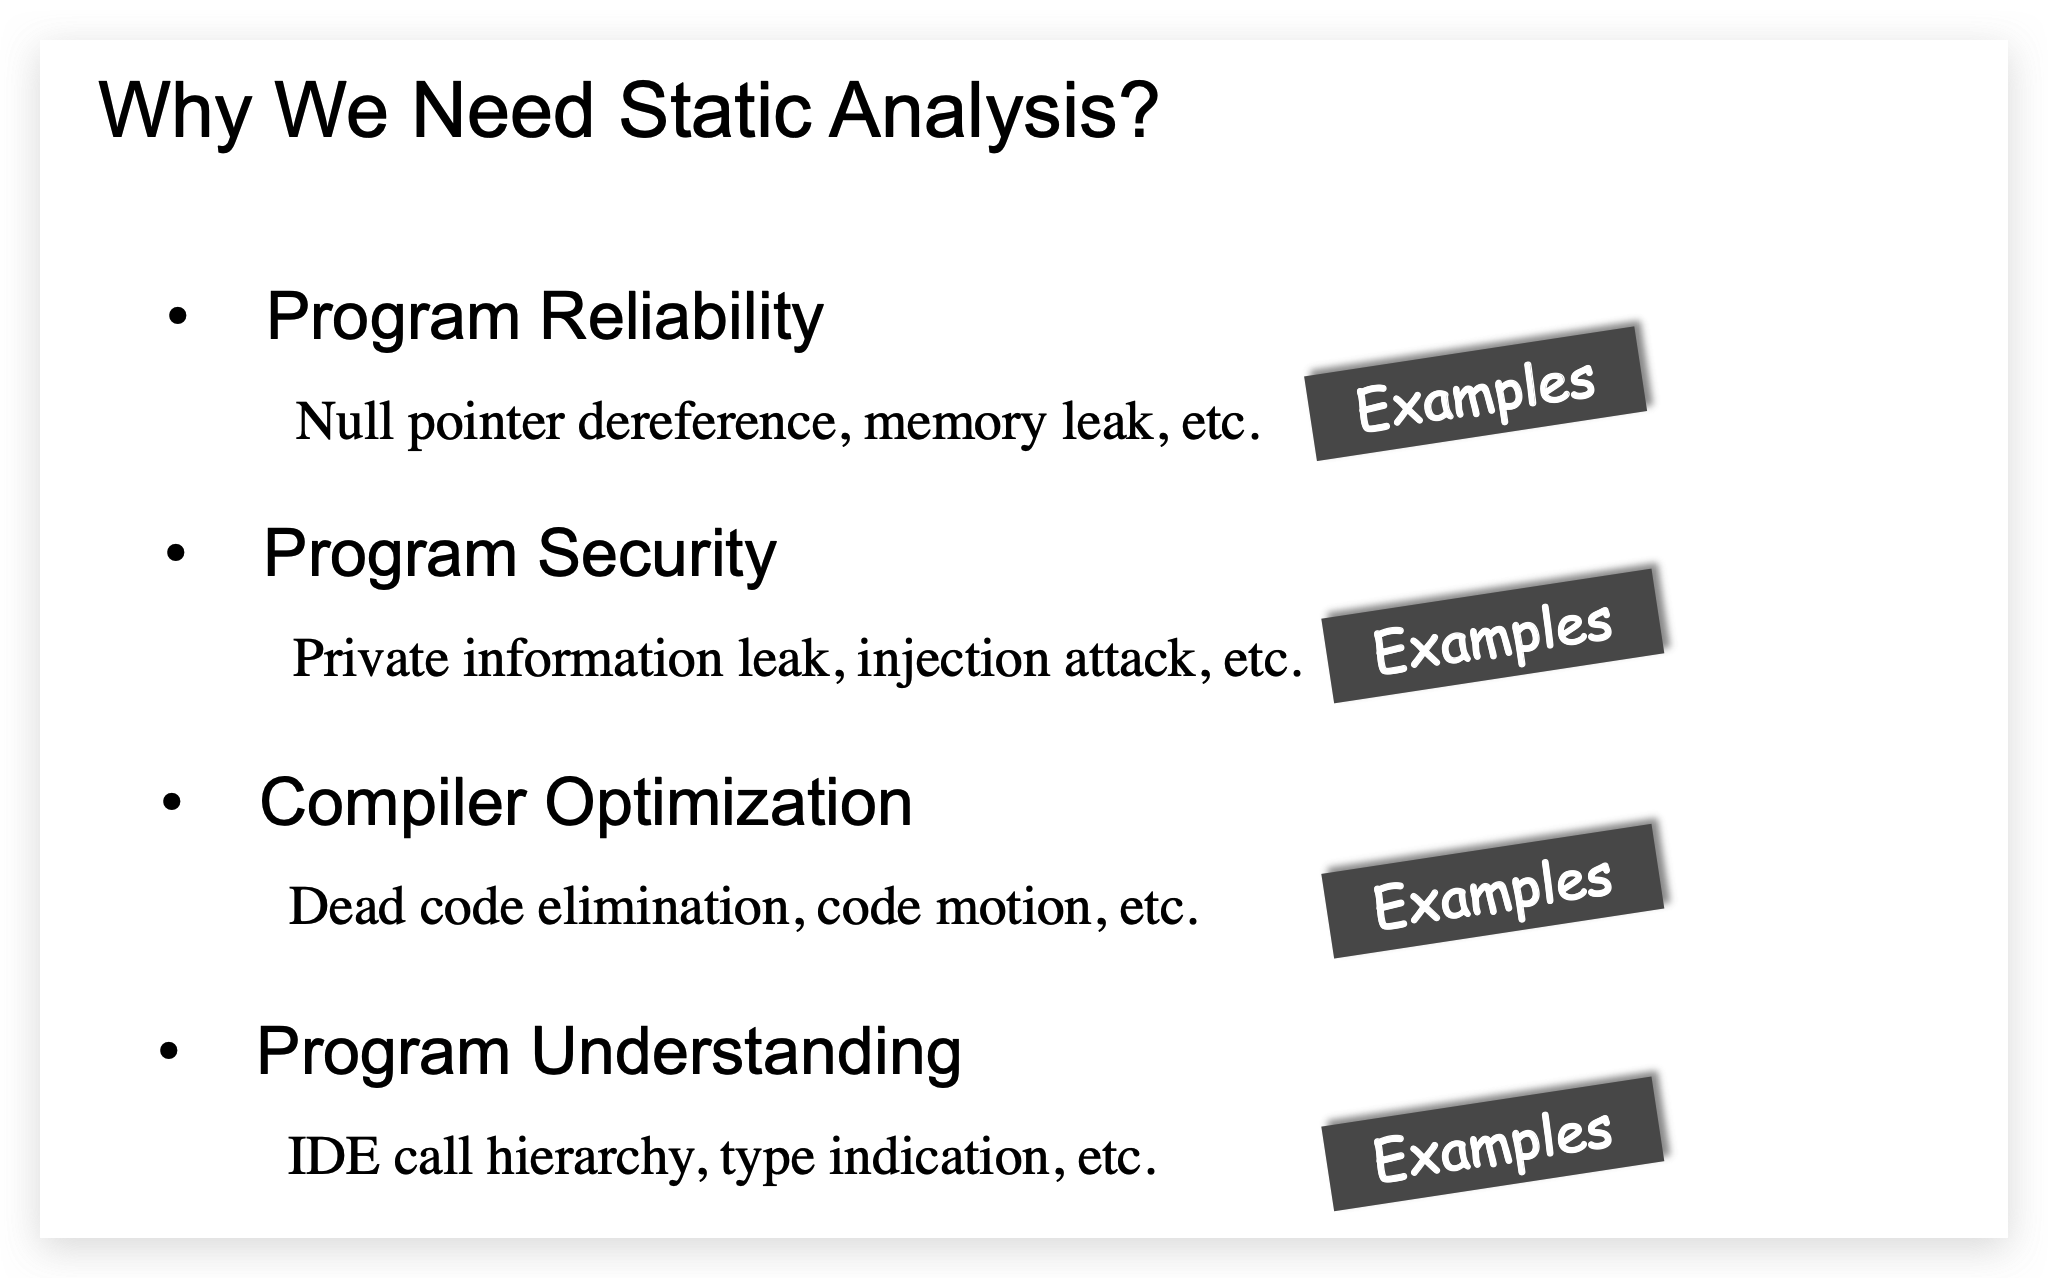 Why We Need Static Analysis?
• Program Reliability
Null pointer dereference, memory leak, etc.
Examples
• Program Security
Private information leak, injection attack, etc.
Examples
• Compiler Optimization
Dead code elimination, code motion, etc.
Examples
• Program Understanding
IDE call hierarchy, type indication, etc.
Examples